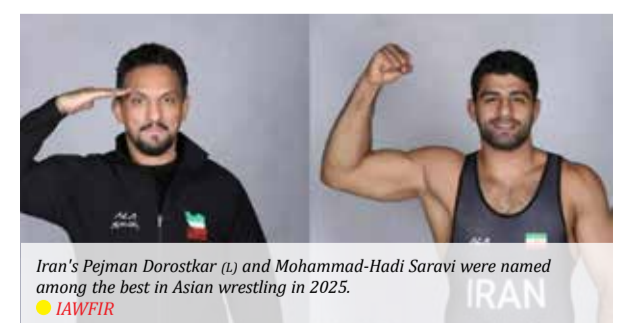 IRAN
Iran's Pejman Dorostkar (L) and Mohammad-Hadi Saravi were named
among the best in Asian wrestling in 2025.
IAWFIR